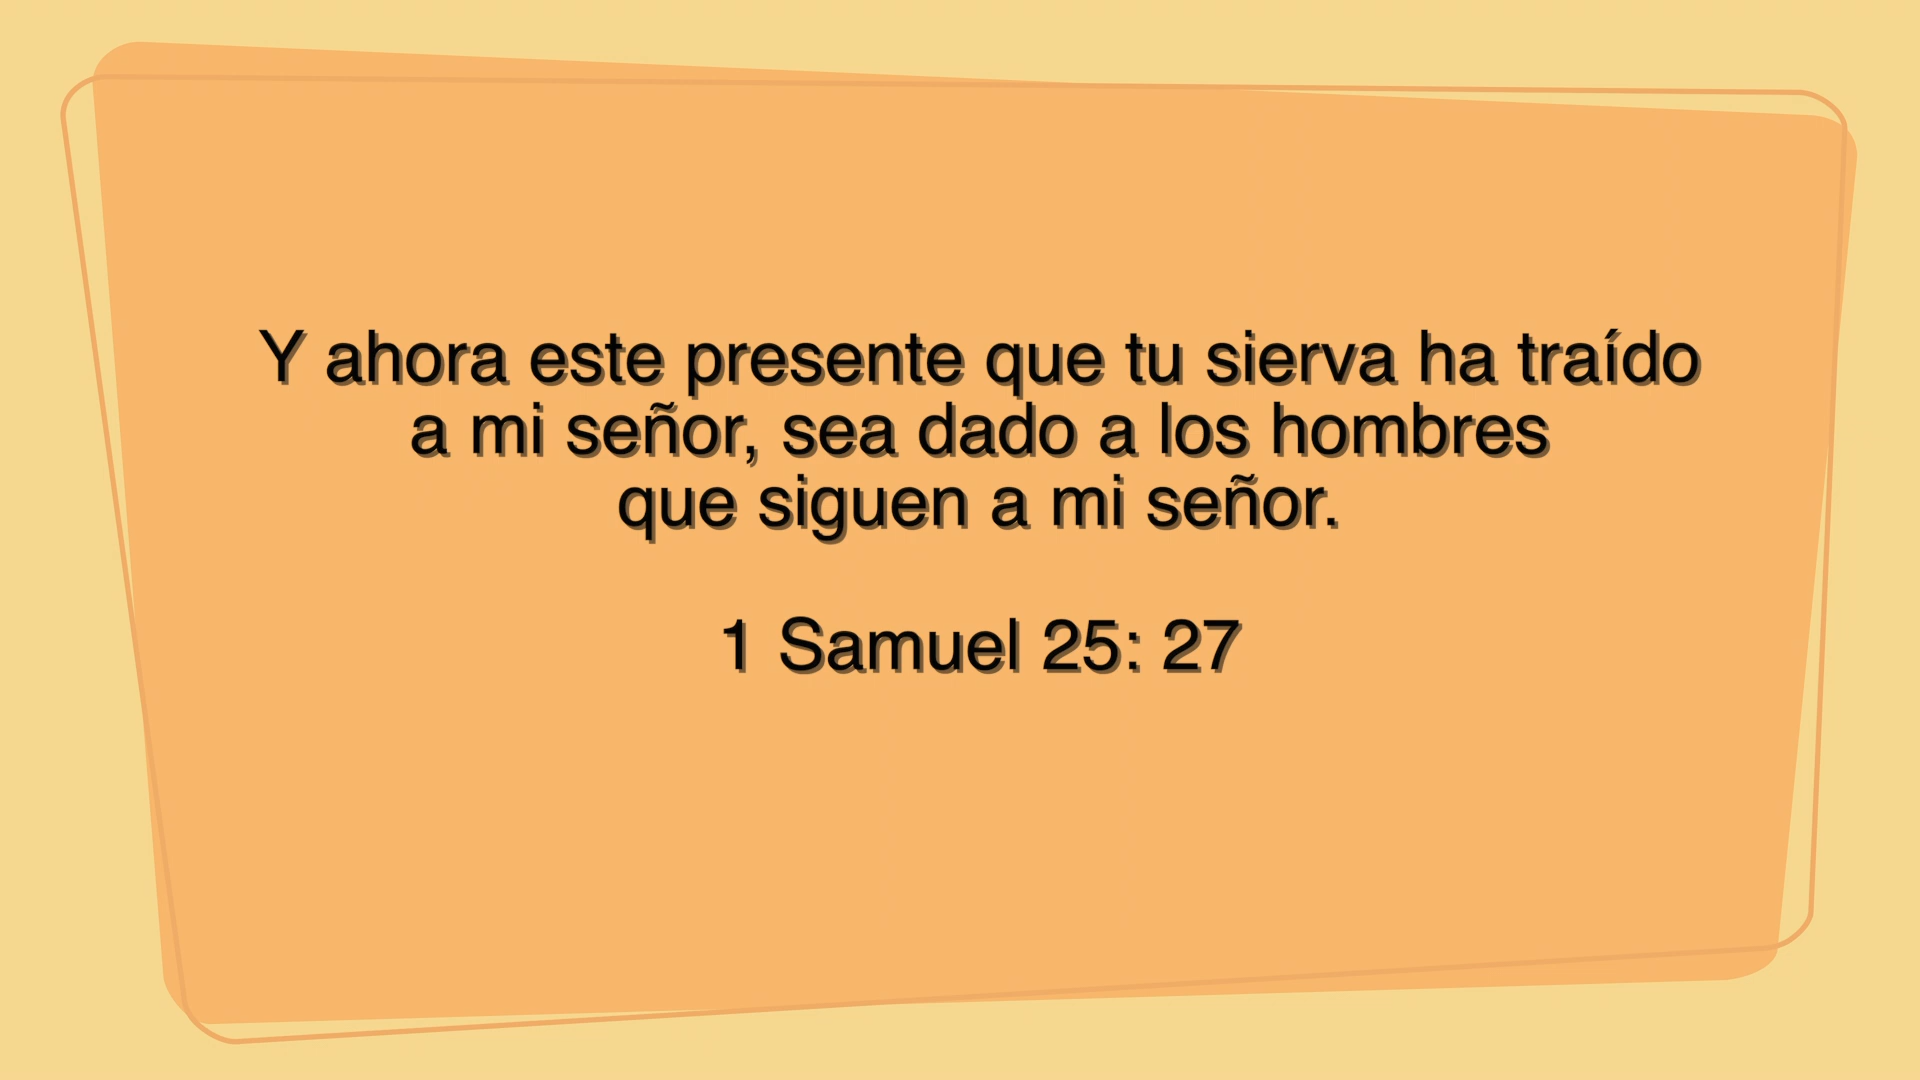 Y ahora este presente que tu sierva ha traído
a mi señor, sea dado a los hombres
que siguen a mi señor.
1 Samuel 25: 27